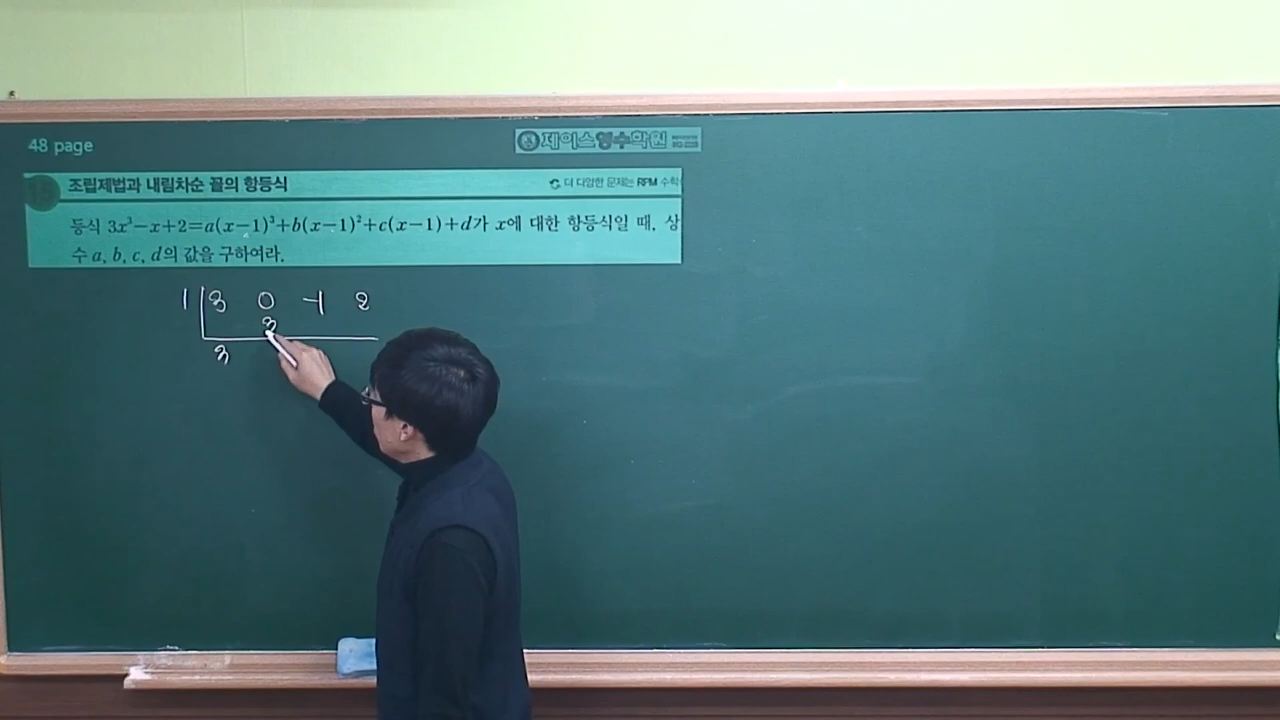 48 page
제이스영수학원
조립제법과 내림차순 꼴의 항등식
더 다양한 문제는 RPM 수학
등식 3x³-x+2=a(x-1)³+b(x-1)²+c(x-1)+d가 x에 대한 항등식일 때, 상
수 a, b, c, d의 값을 구하여라.
1 3 0 -1 2
3
3